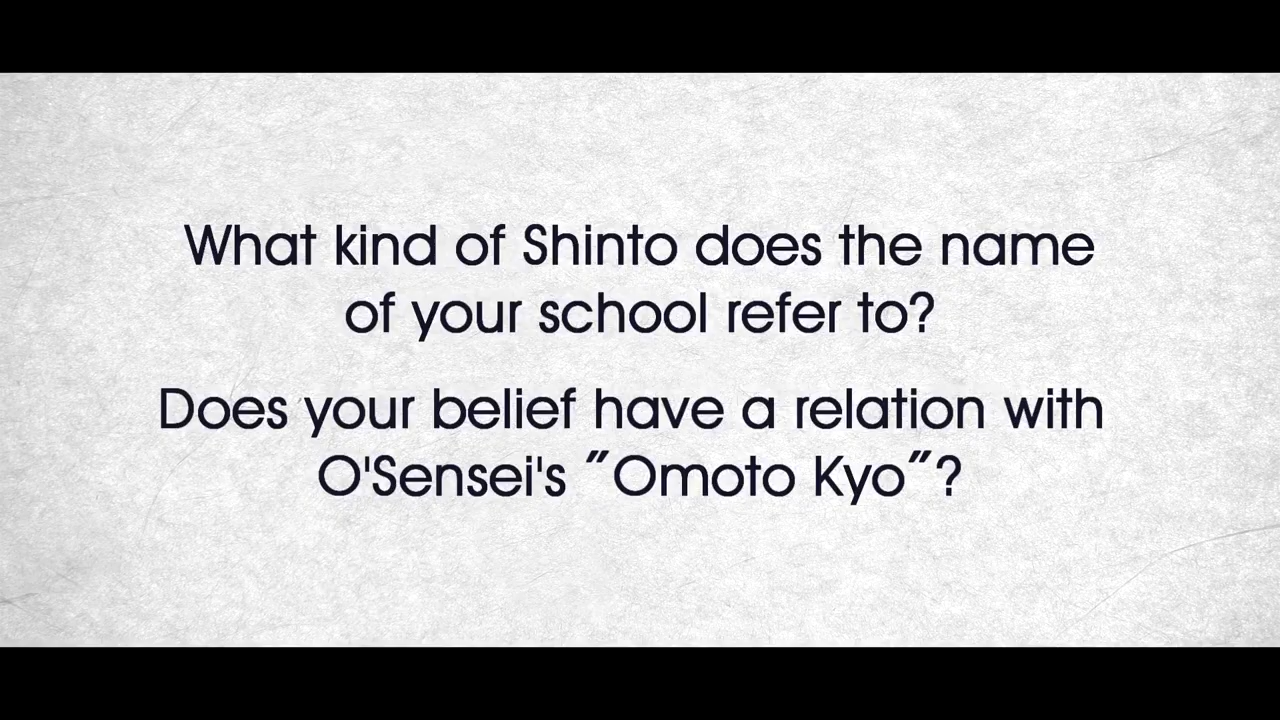 What kind of Shinto does the name
of your school refer to?
Does your belief have a relation with
O'Sensei's ˝Omoto Kyo˝?